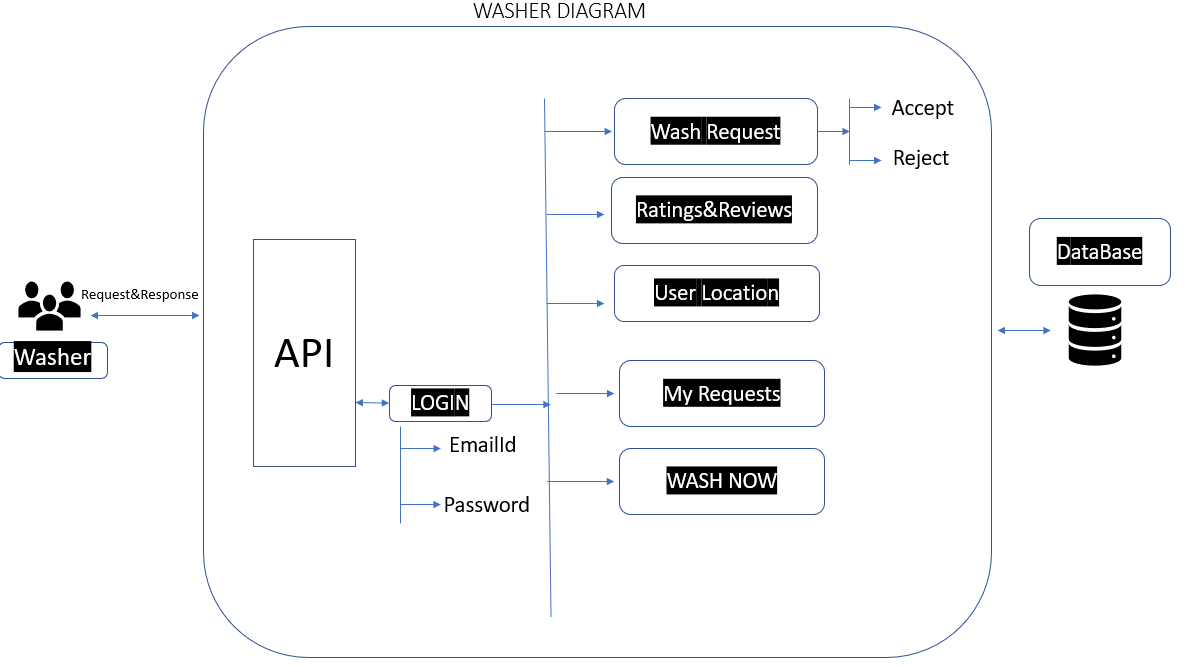 WASHER DIAGRAM
Wash Request
Accept
Reject
Ratings&Reviews
DataBase
User Location
Request&Response
Washer
API
My Requests
LOGIN
EmailId
WASH NOW
Password